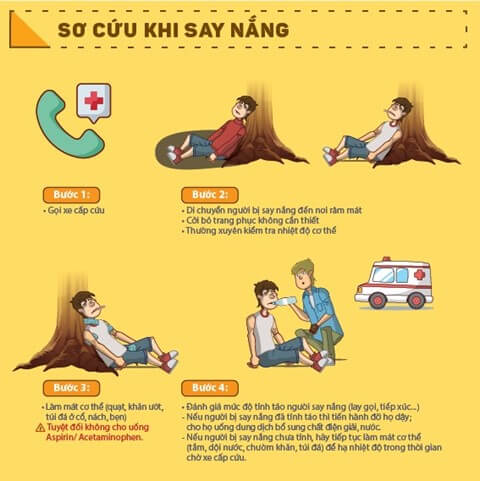 SƠ CỨU KHI SAY NẮNG
Bước 1:
• Gọi xe cấp cứu
Bước 2:
• Di chuyển người bị say nắng đến nơi râm mát
• Cởi bỏ trang phục không cần thiết
• Thường xuyên kiểm tra nhiệt độ cơ thể
Bước 3:
• Làm mát cơ thể (quạt, khăn ướt,
túi đá ở cổ, nách, bẹn)
Tuyệt đối không cho uống
Aspirin/ Acetaminophen.
Bước 4:
• Đánh giá mức độ tỉnh táo người say nắng (lay gọi, tiếp xúc...)
- Nếu người bị say nắng đã tỉnh táo thì tiến hành đỡ họ dậy;
cho họ uống dung dịch bổ sung chất điện giải, nước.
- Nếu người bị say nắng chưa tỉnh, hãy tiếp tục làm mát cơ thể
(tắm, dội nước, chườm khăn, túi đá) để hạ nhiệt độ trong thời gian
chờ xe cấp cứu.